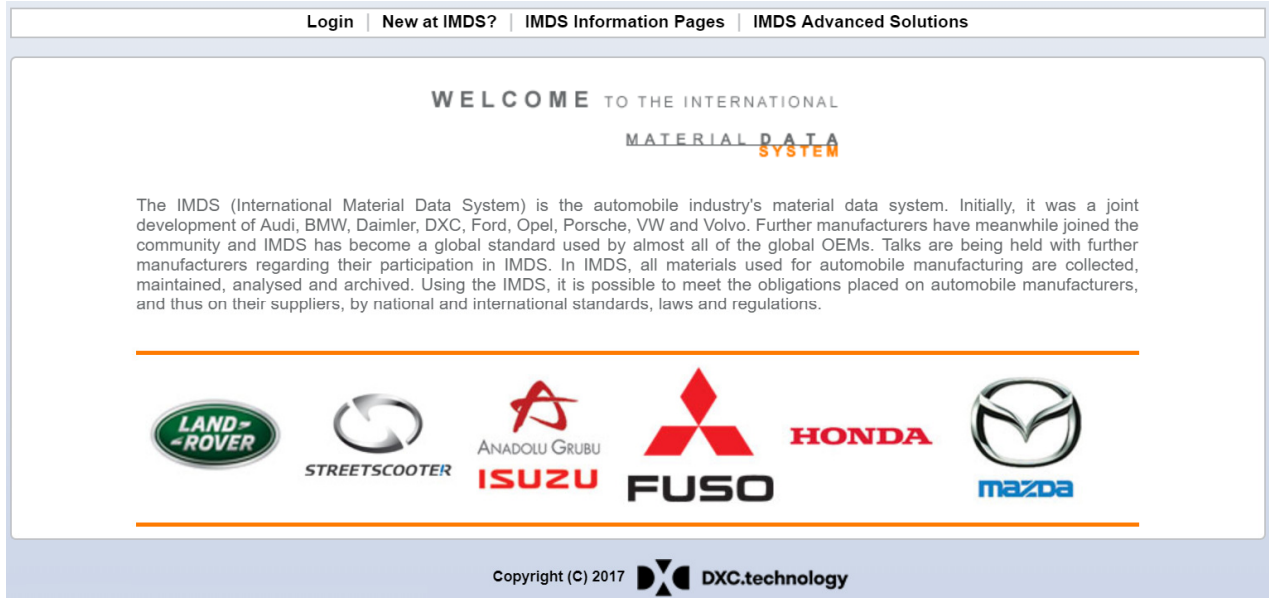 Login | New at IMDS? | IMDS Information Pages | IMDS Advanced Solutions
WELCOME TO THE INTERNATIONAL
MATERIAL DATA
SYSTEM
The IMDS (International Material Data System) is the automobile industry's material data system. Initially, it was a joint
development of Audi, BMW, Daimler, DXC, Ford, Opel, Porsche, VW and Volvo. Further manufacturers have meanwhile joined the
community and IMDS has become a global standard used by almost all of the global OEMs. Talks are being held with further
manufacturers regarding their participation in IMDS. In IMDS, all materials used for automobile manufacturing are collected,
maintained, analysed and archived. Using the IMDS, it is possible to meet the obligations placed on automobile manufacturers,
and thus on their suppliers, by national and international standards, laws and regulations.
LAND-
-ROVER
STREETSCOOTER
ANADOLU GRUBU
ISUZU
FUSO
HONDA
mazda
Copyright (C) 2017 DXC.technology